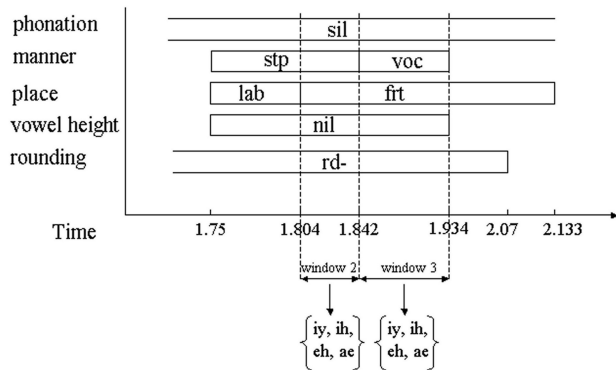 phonation sil
manner stp voc
place lab frt
vowel height nil
rounding rd-
Time 1.75 1.804 1.842 1.934 2.07 2.133
window 2 window 3
{iy, ih, {iy, ih,
eh, ae} eh, ae}